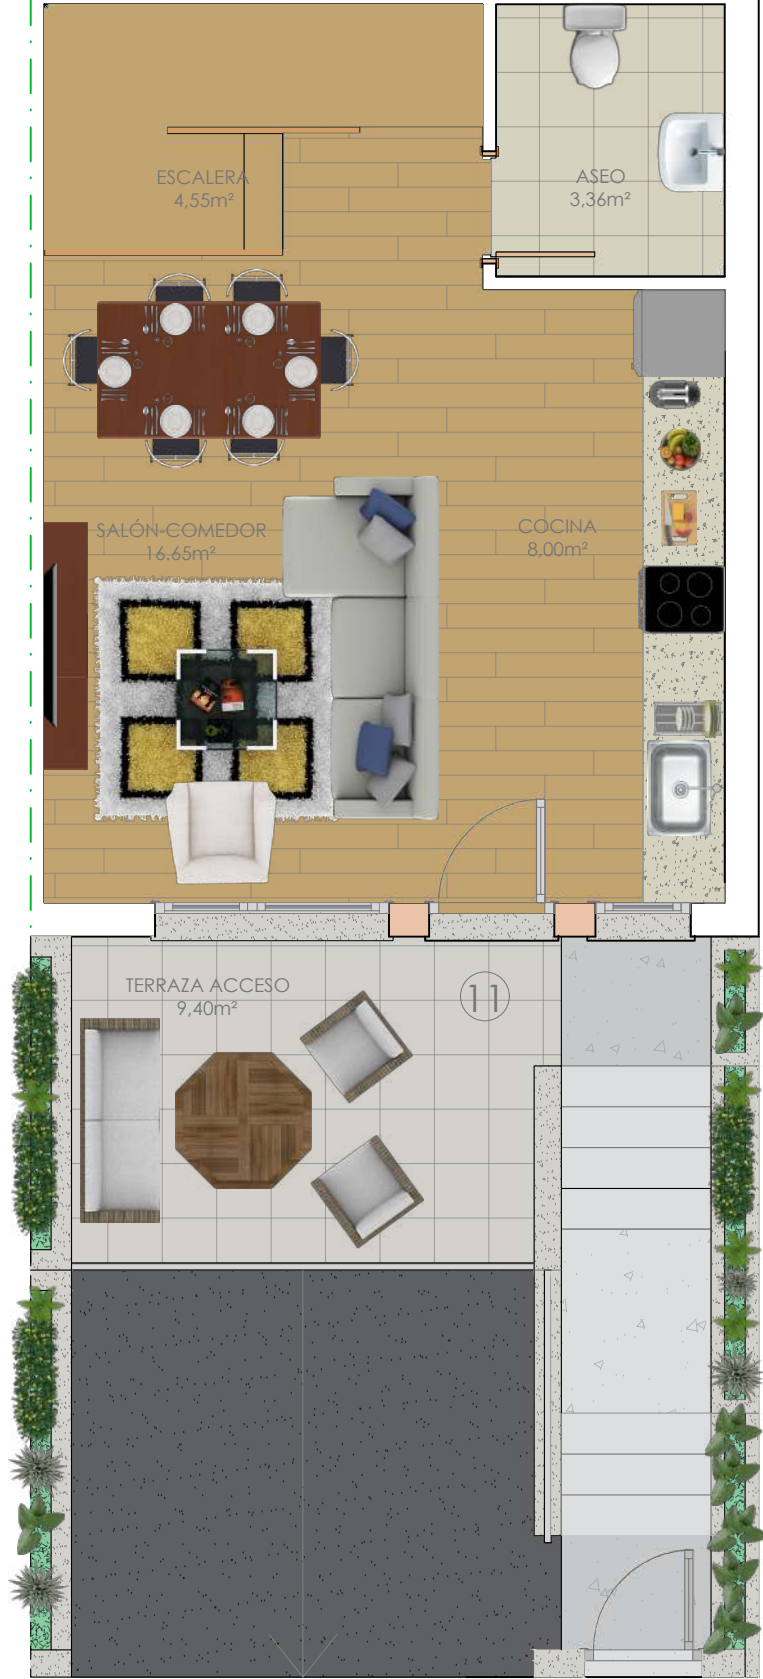 ESCALERA
4,55m²
ASEO
3,36m²
SALÓN-COMEDOR
16.65m²
COCINA
8,00m²
TERRAZA ACCESO
9,40m²
11